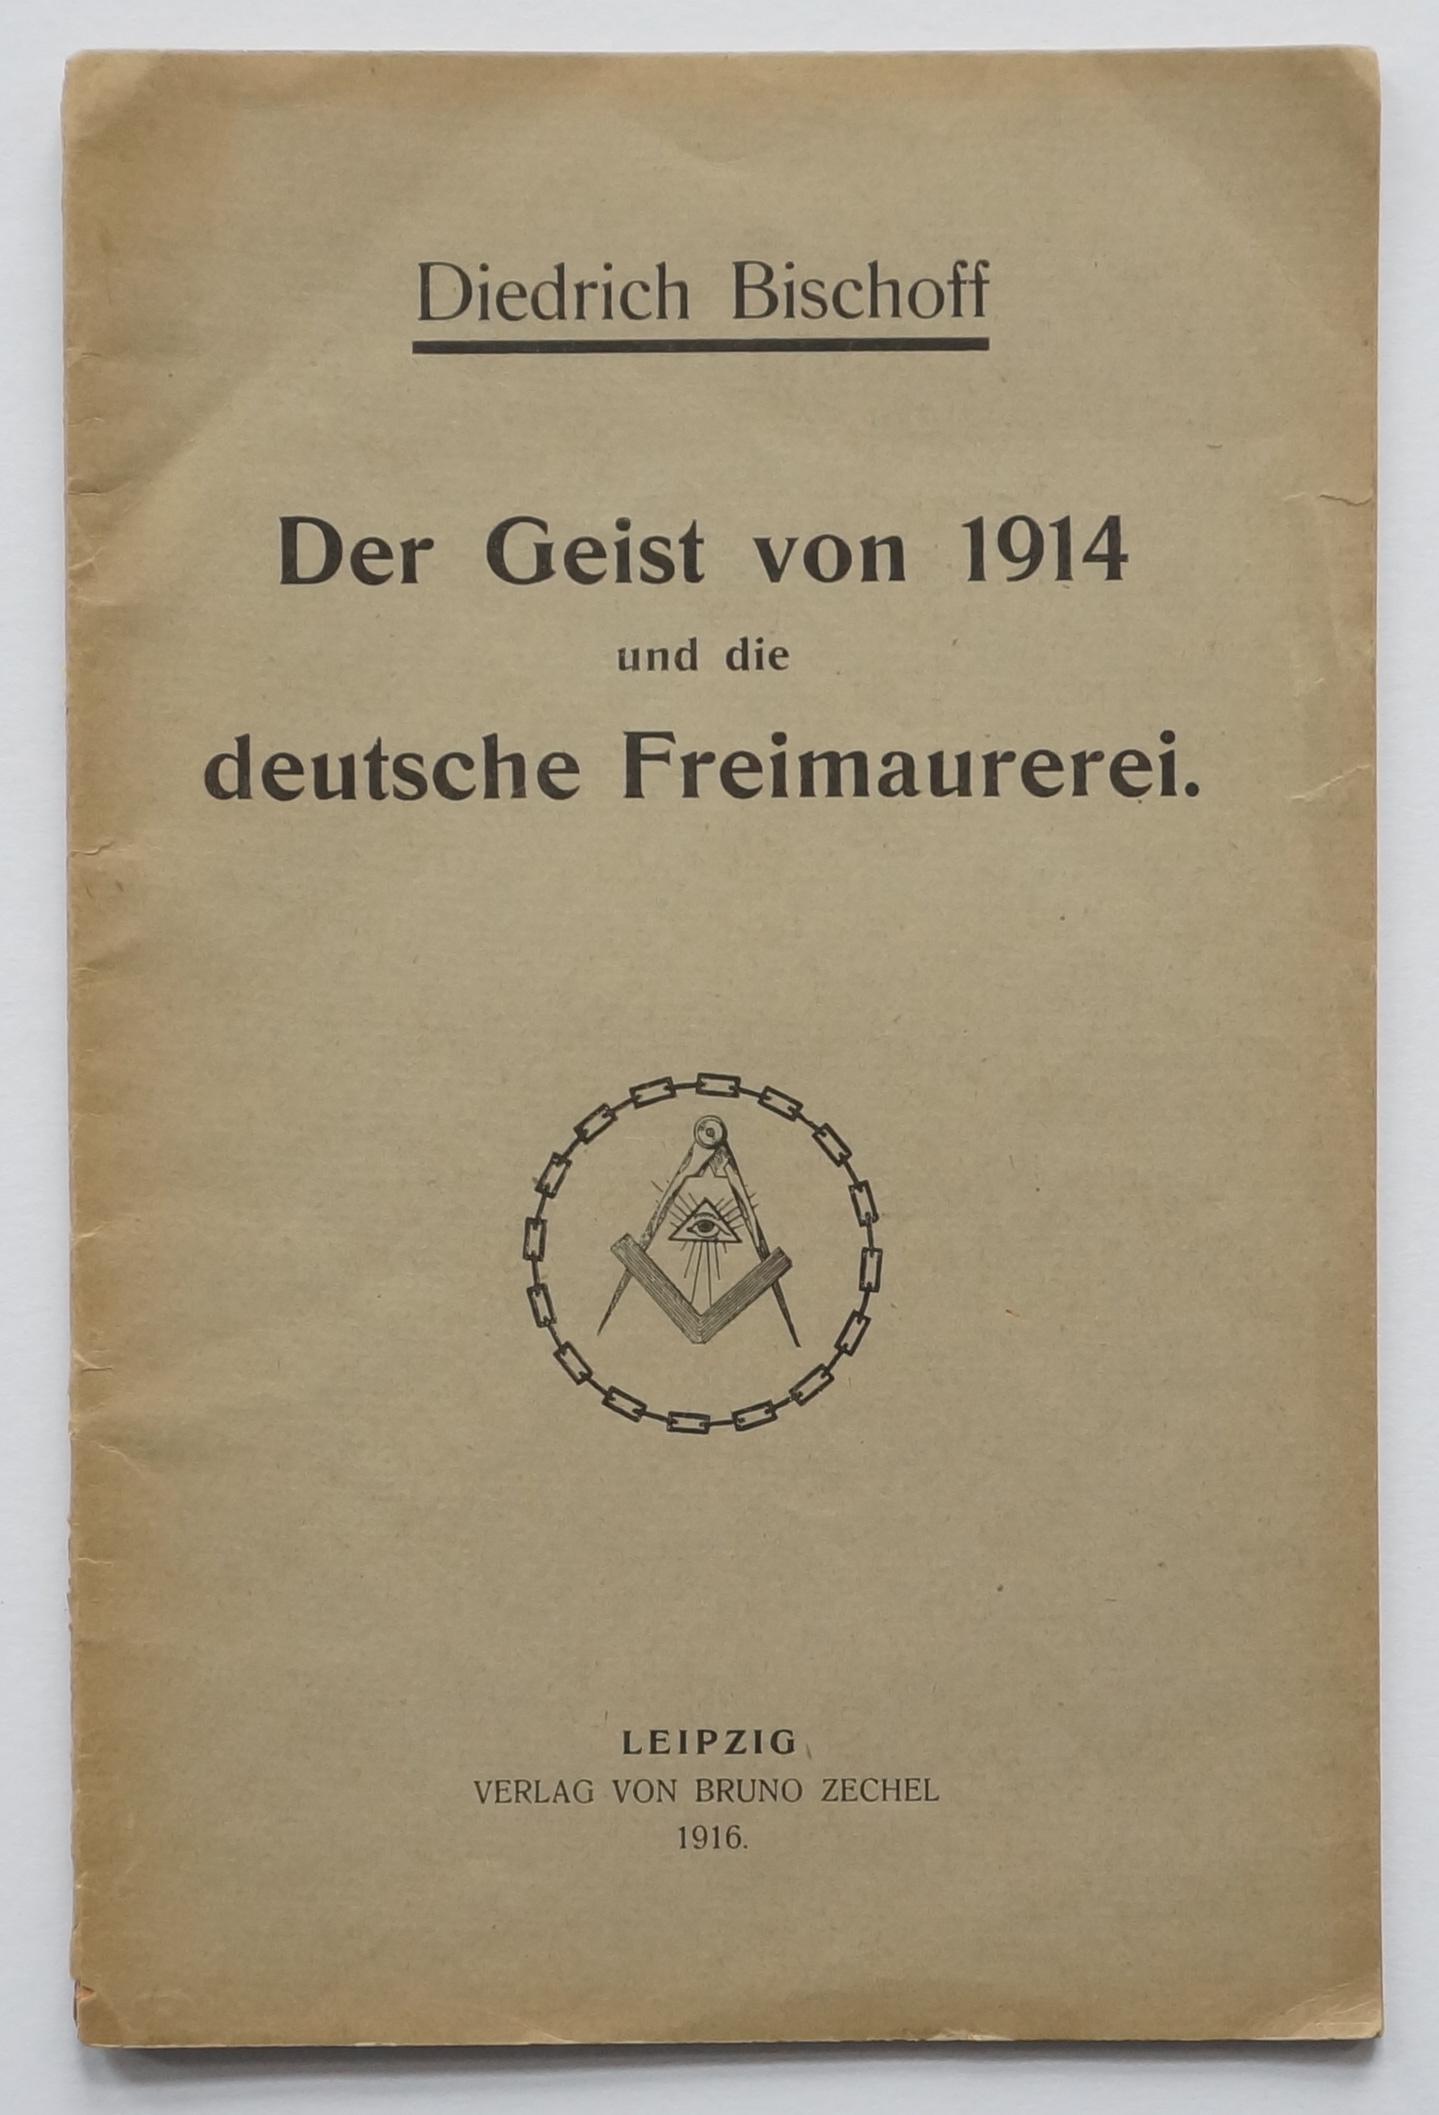 Diedrich Bischoff
Der Geist von 1914
und die
deutsche Freimaurerei.
LEIPZIG
VERLAG VON BRUNO ZECHEL
1916.